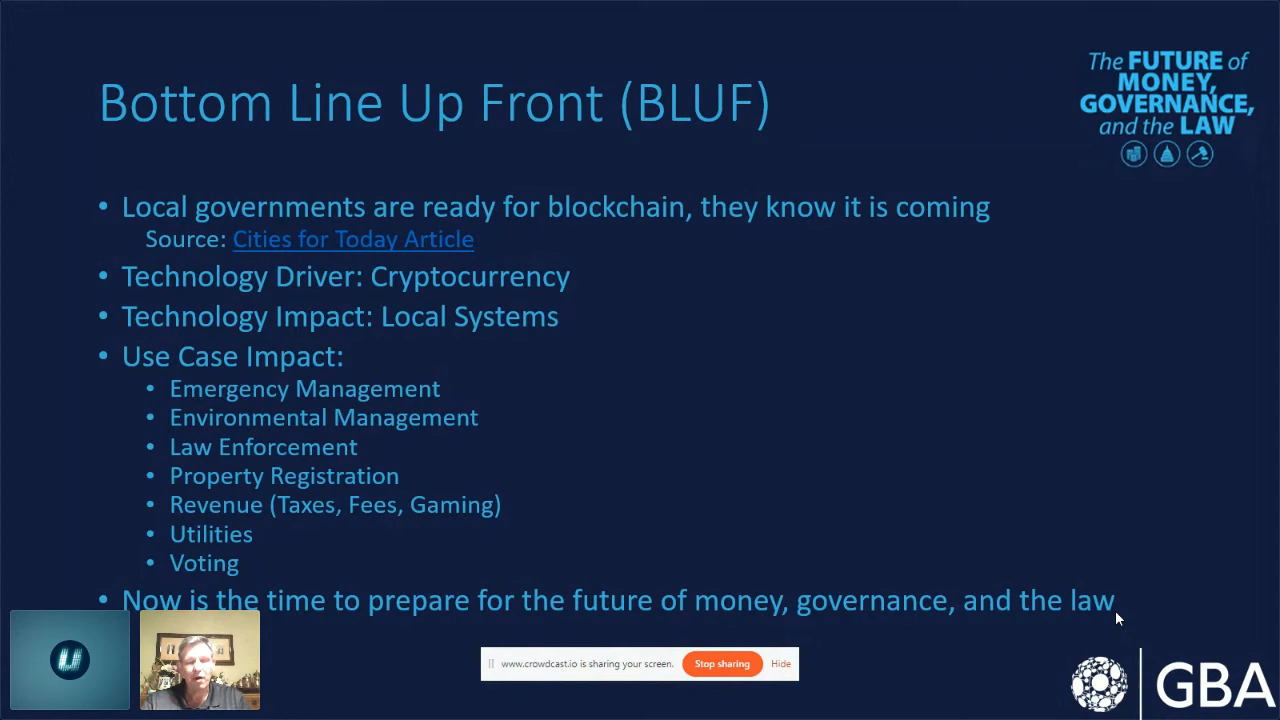 Bottom Line Up Front (BLUF)
The FUTURE of
MONEY,
GOVERNANCE,
and the LAW
• Local governments are ready for blockchain, they know it is coming
Source: Cities for Today Article
• Technology Driver: Cryptocurrency
• Technology Impact: Local Systems
• Use Case Impact:
• Emergency Management
• Environmental Management
• Law Enforcement
• Property Registration
• Revenue (Taxes, Fees, Gaming)
• Utilities
• Voting
• Now is the time to prepare for the future of money, governance, and the law
U
www.crowdcast.io is sharing your screen. Stop sharing Hide
GBA